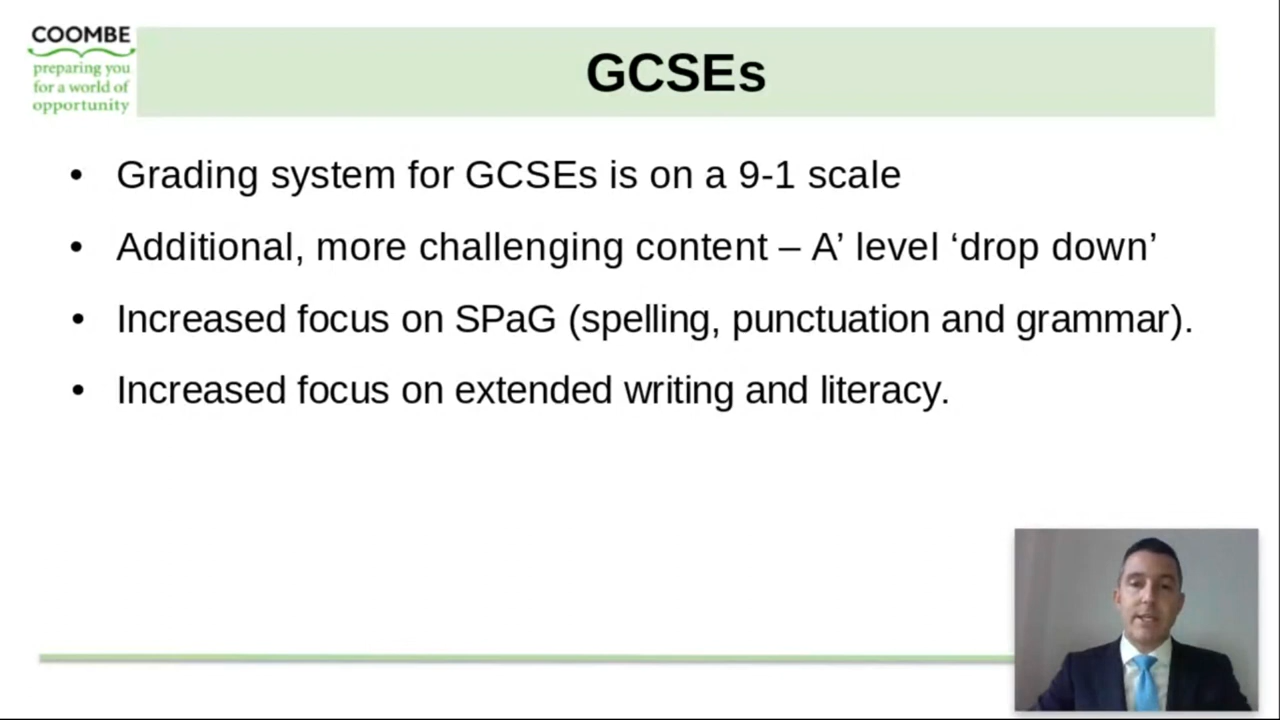 COOMBE
preparing you
for a world of
opportunity
GCSEs
• Grading system for GCSEs is on a 9-1 scale
• Additional, more challenging content – A’ level ‘drop down’
• Increased focus on SPaG (spelling, punctuation and grammar).
• Increased focus on extended writing and literacy.